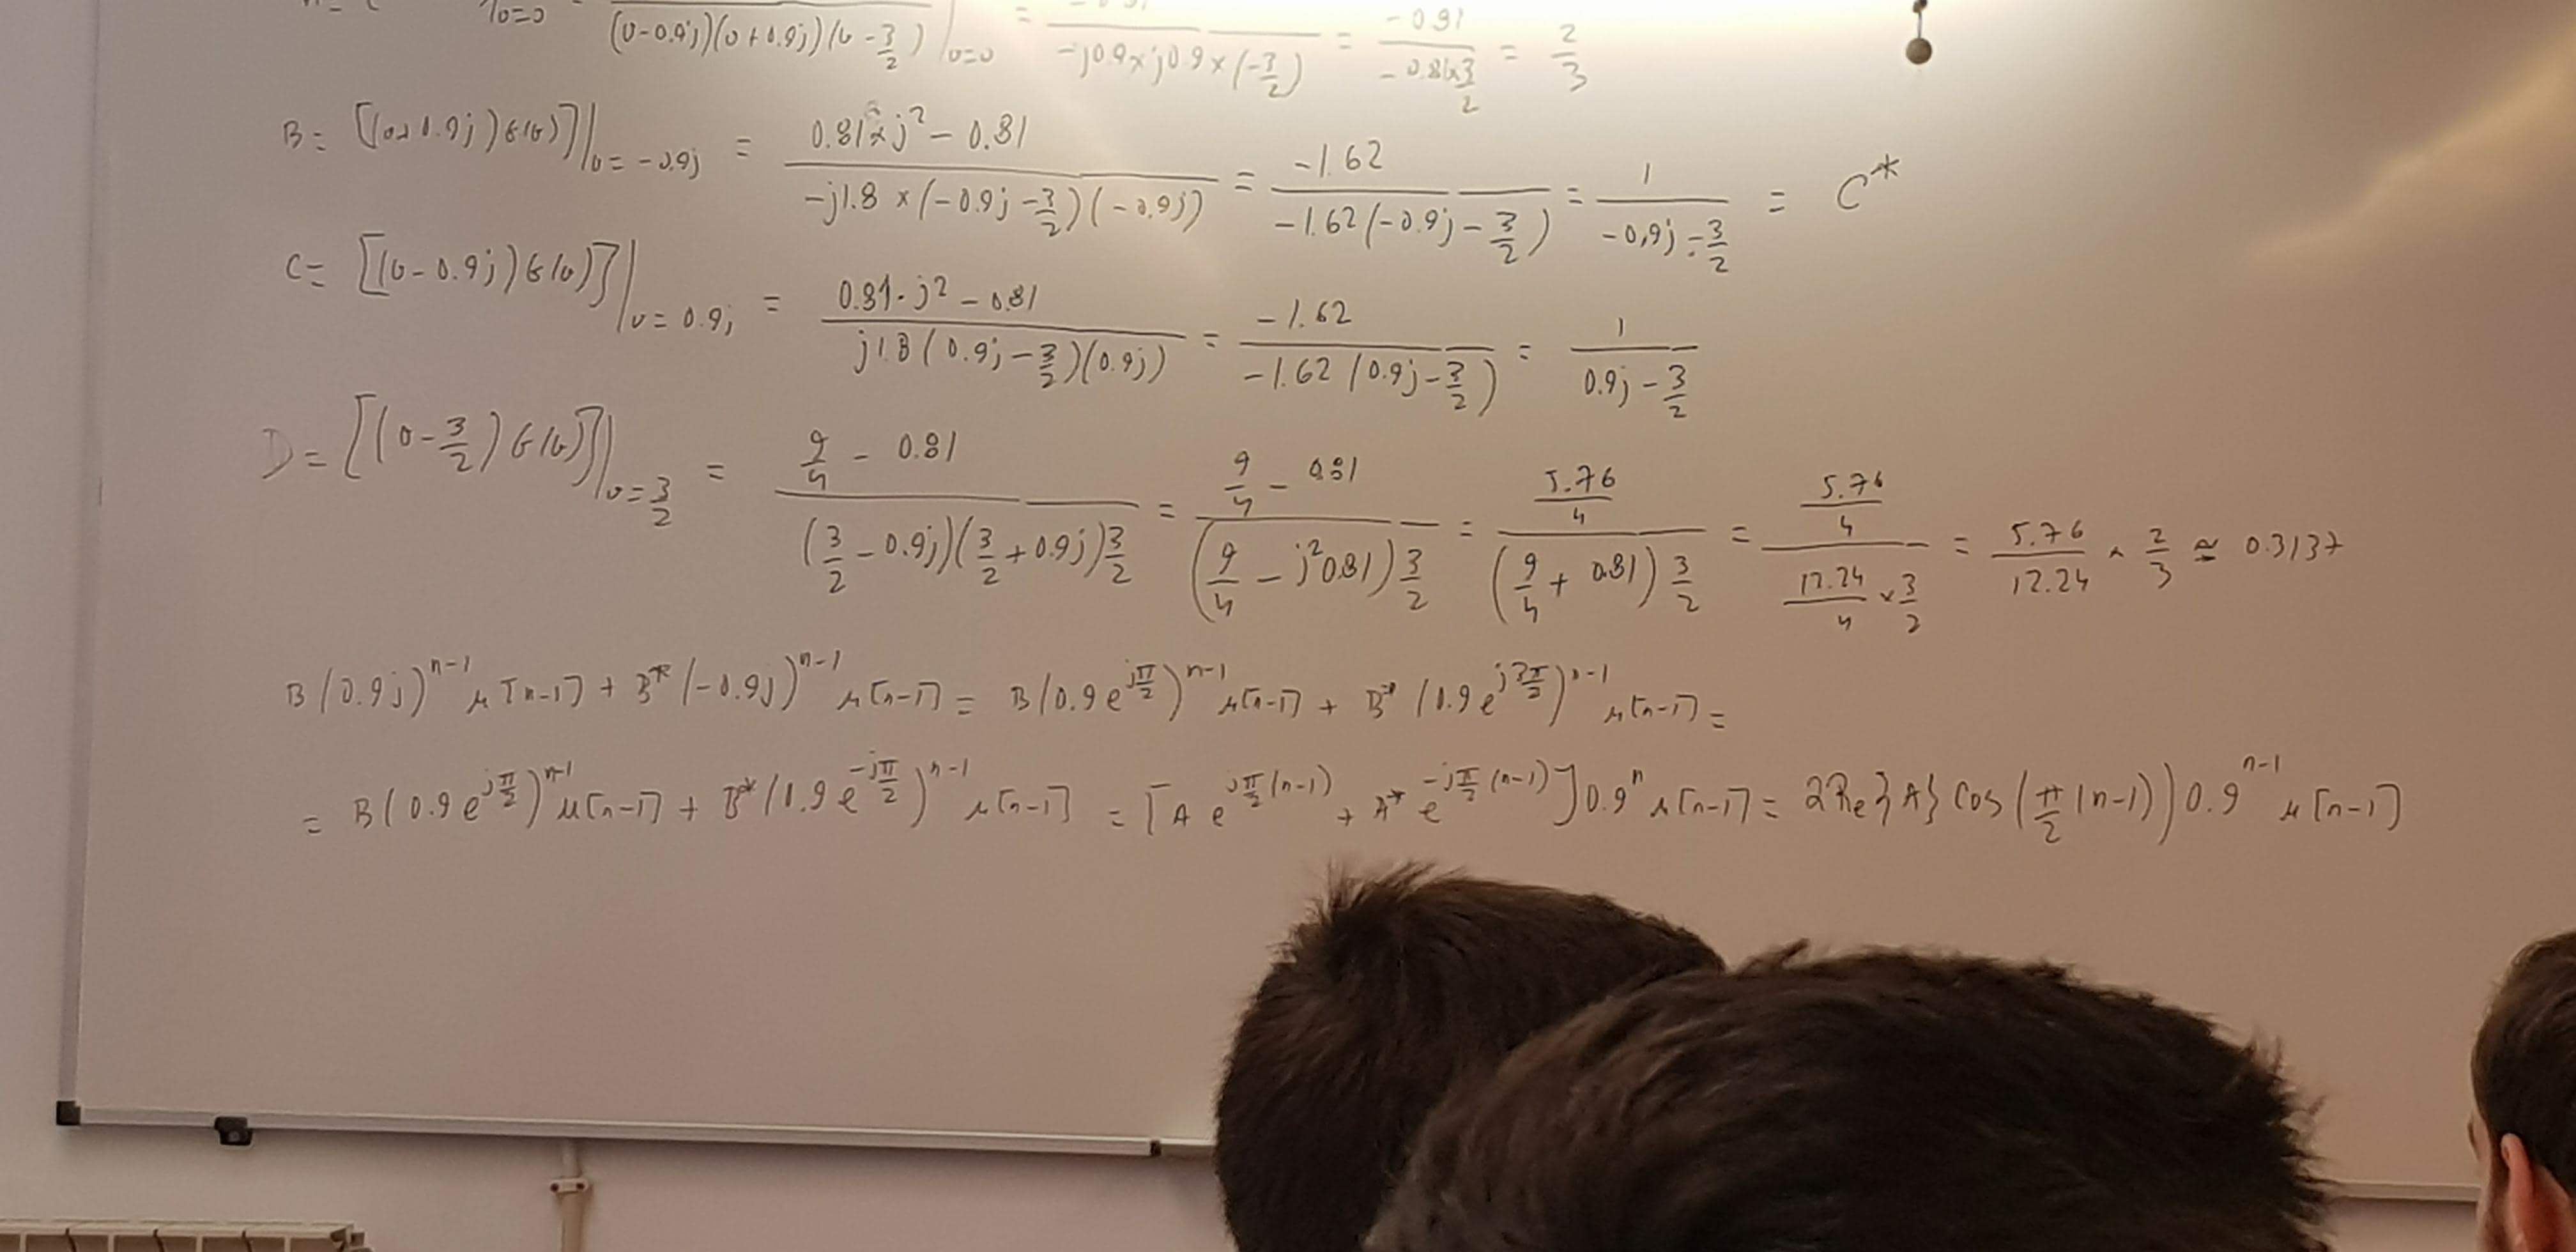 v=0 (v-0.9j)(v+0.9j)(v-3/2) |v=0 = / -j0.9×j0.9×(-3/2) = -0.81 / -0.81×3/2 = 2/3
B= [(v+0.9j)G(v)]|v=-0.9j = 0.81×j² - 0.81 / -j1.8×(-0.9j-3/2)(-0.9j) = -1.62 / -1.62(-0.9j-3/2) = 1 / -0,9j-3/2 = C*
C= [(v-0.9j)G(v)]|v=0.9j = 0.81·j² - 0.81 / j1.8(0.9j-3/2)(0.9j) = -1.62 / -1.62(0.9j-3/2) = 1 / 0.9j-3/2
D= [(v-3/2)G(v)]|v=3/2 = 9/4 - 0.81 / (3/2-0.9j)(3/2+0.9j)3/2 = 9/4 - 0.81 / (9/4 - j²0.81)3/2 = 5.76/4 / (9/4 + 0.81)3/2 = 5.76/4 / 12.24/4 × 3/2 = 5.76/12.24 × 2/3 ≅ 0.3137
B(0.9j)^n-1 μ[n-1] + B*(-0.9j)^n-1 μ[n-1] = B(0.9e^jπ/2)^n-1 μ[n-1] + B*(0.9e^j3π/2)^n-1 μ[n-1] =
= B(0.9e^jπ/2)^n-1 μ[n-1] + B*(0.9e^-jπ/2)^n-1 μ[n-1] = [A e^jπ/2(n-1) + A* e^-jπ/2(n-1)]0.9^n μ[n-1] = 2Re{A} cos(π/2(n-1))0.9^n-1 μ[n-1]